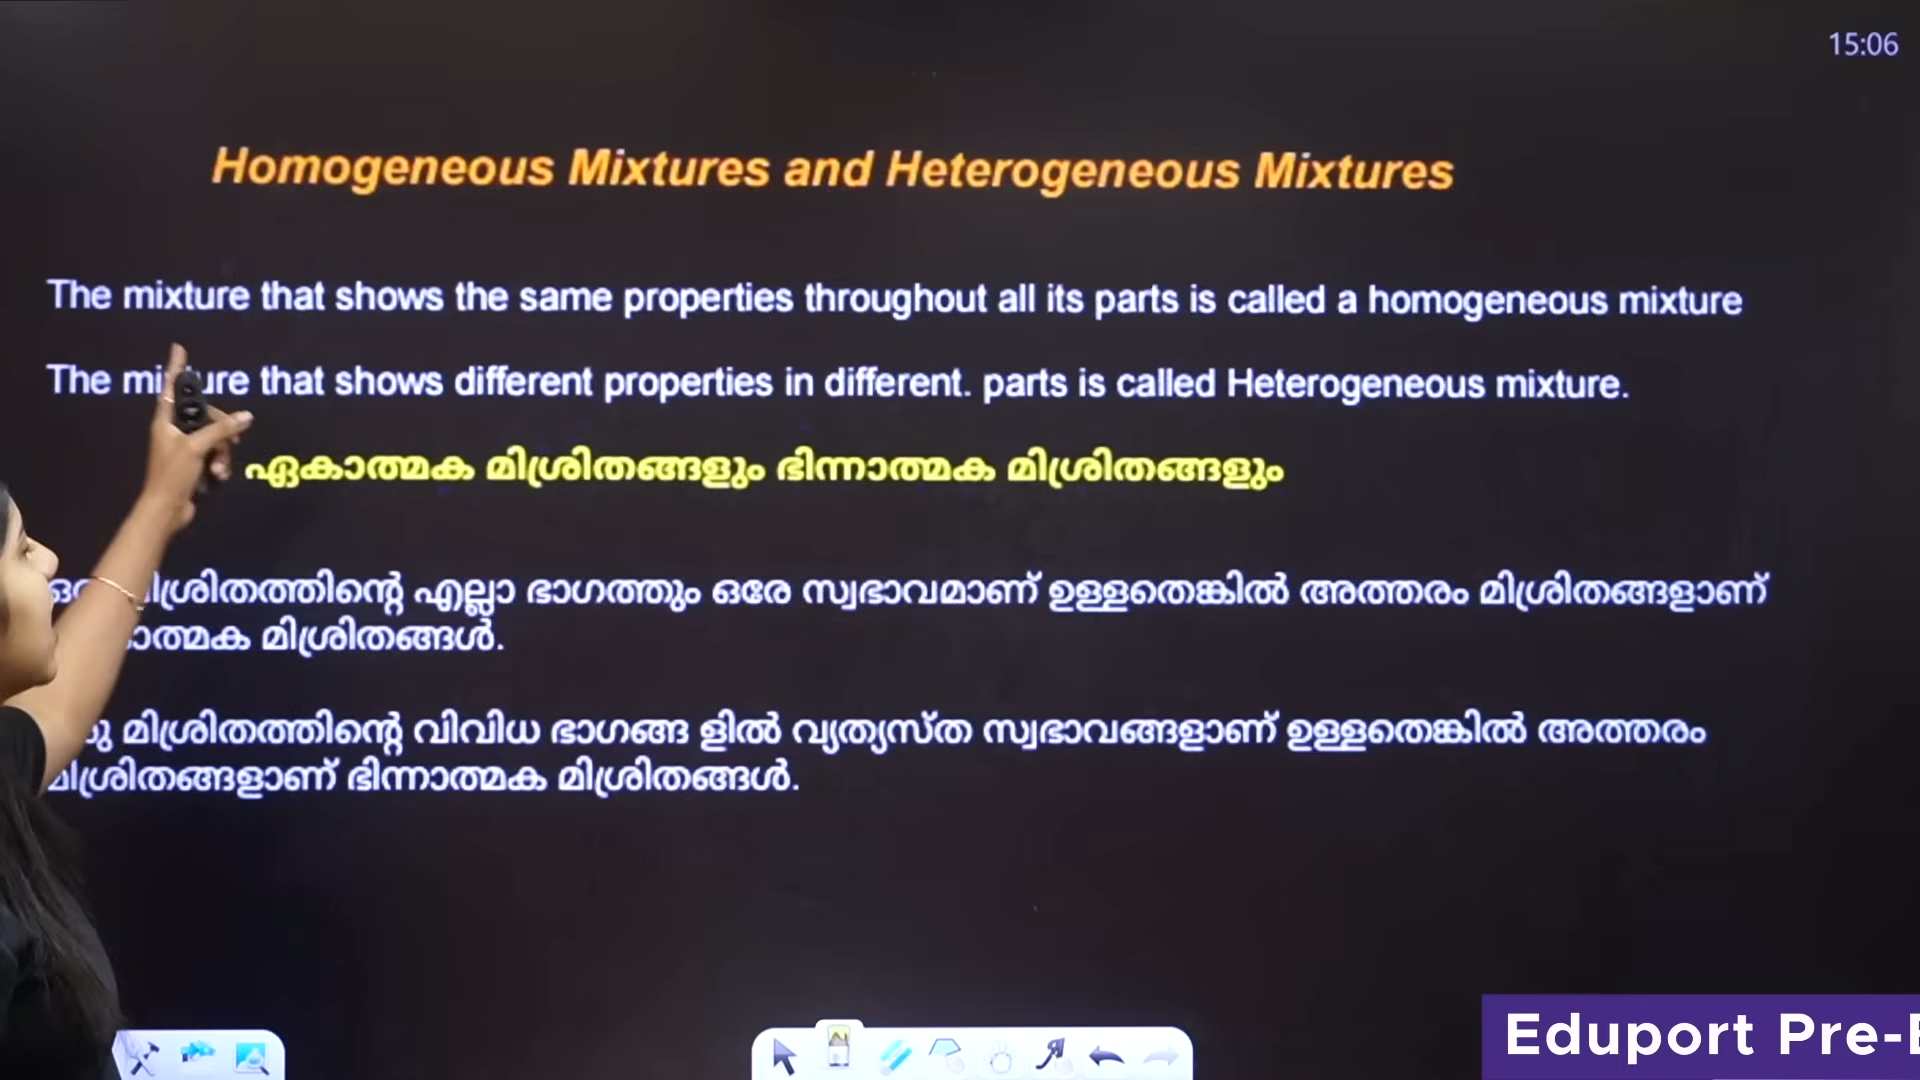 15:06
Homogeneous Mixtures and Heterogeneous Mixtures
The mixture that shows the same properties throughout all its parts is called a homogeneous mixture
The that shows different properties in different. parts is called Heterogeneous mixture.
ഏകാത്മക മിശ്രിതങ്ങളും ഭിന്നാത്മക മിശ്രിതങ്ങളും
എല്ലാ ഭാഗത്തും ഒരേ സ്വഭാവമാണ് ഉള്ളതെങ്കിൽ അത്തരം മിശ്രിതങ്ങളാണ്
മിശ്രിതങ്ങൾ.
മിശ്രിതത്തിന്റെ വിവിധ ഭാഗങ്ങ ളിൽ വ്യത്യസ്ത സ്വഭാവങ്ങളാണ് ഉള്ളതെങ്കിൽ അത്തരം
മിശ്രിതങ്ങളാണ് ഭിന്നാത്മക മിശ്രിതങ്ങൾ.
Eduport